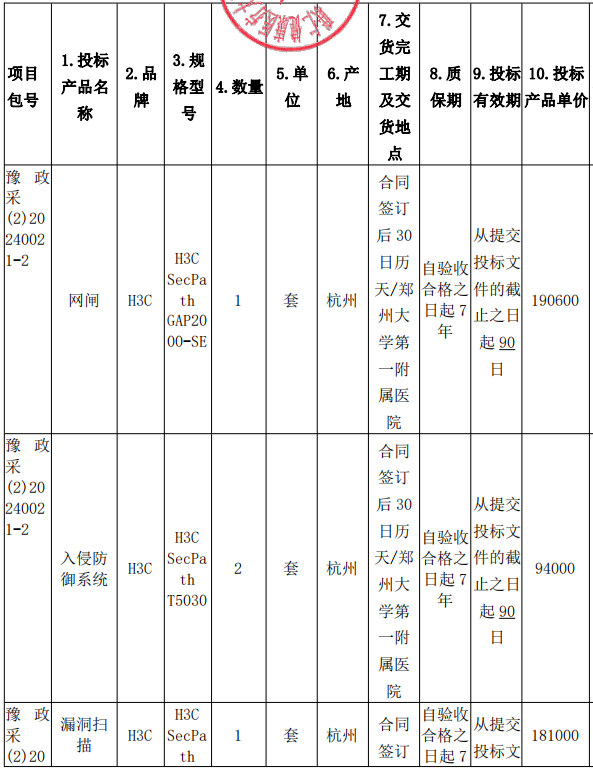 项目包号
1.投标产品名称
2.品牌
3.规格型号
4.数量
5.单位
6.产地
7.交货完工期及交货地点
8.质保期
9.投标有效期
10.投标产品单价
豫政采(2)20240021-2
网闸
H3C
H3C SecPath GAP2000-SE
1
套
杭州
合同签订后30日历天/郑州大学第一附属医院
自验收合格之日起7年
从提交投标文件的截止之日起90日
190600
豫政采(2)20240021-2
入侵防御系统
H3C
H3C SecPath T5030
2
套
杭州
合同签订后30日历天/郑州大学第一附属医院
自验收合格之日起7年
从提交投标文件的截止之日起90日
94000
豫政采(2)20
漏洞扫描
H3C
H3C SecPath
1
套
杭州
合同签订
自验收合格之日起7
从提交投标文
181000